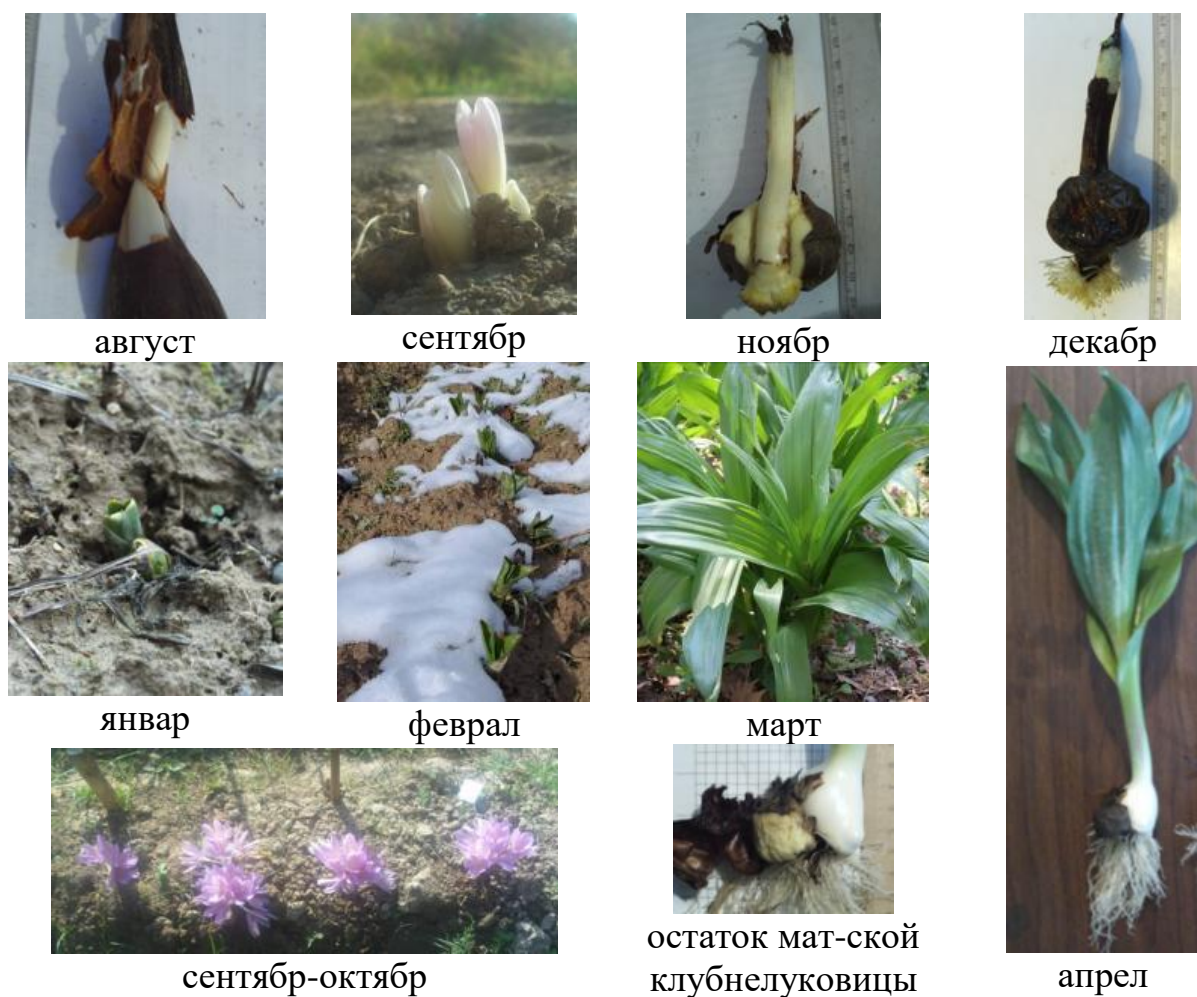 август
сентябр
ноябр
декабр
январ
феврал
март
сентябр-октябр
остаток мат-ской
клубнелуковицы
апрел